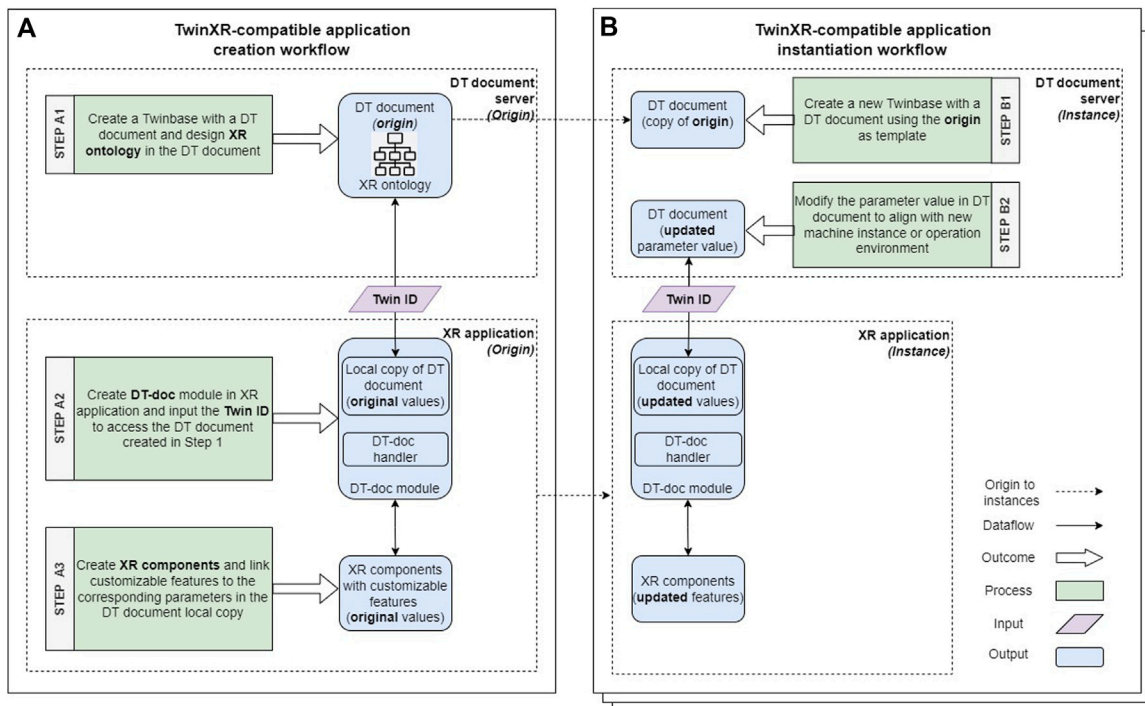 A
TwinXR-compatible application
creation workflow
DT document
server
(Origin)
STEP A1
Create a Twinbase with a DT
document and design XR
ontology in the DT document
DT document
(origin)
XR ontology
Twin ID
XR application
(Origin)
STEP A2
Create DT-doc module in XR
application and input the Twin ID
to access the DT document
created in Step 1
Local copy of DT
document
(original values)
DT-doc
handler
DT-doc module
STEP A3
Create XR components and link
customizable features to the
corresponding parameters in the
DT document local copy
XR components
with customizable
features
(original values)
B
TwinXR-compatible application
instantiation workflow
DT document
server
(Instance)
DT document
(copy of origin)
Create a new Twinbase with a
DT document using the origin
as template
STEP B1
DT document
(updated
parameter value)
Modify the parameter value in DT
document to align with new
machine instance or operation
environment
STEP B2
Twin ID
XR application
(Instance)
Local copy of DT
document
(updated values)
DT-doc
handler
DT-doc module
XR components
(updated features)
Origin to
instances
Dataflow
Outcome
Process
Input
Output